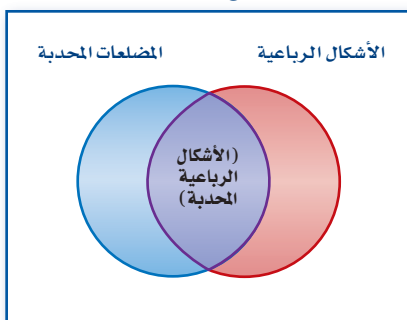 الأشكال الرباعية
المضلعات المحدبة
(الأشكال
الرباعية
المحدبة)